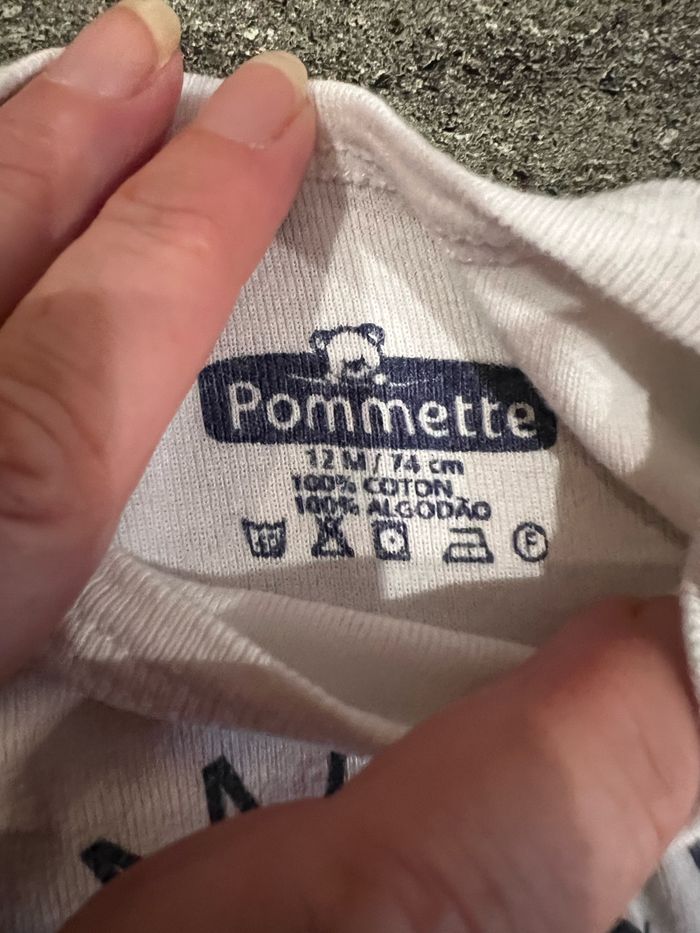 Pommette
12 M / 74 cm
100% COTON
100% ALGODÃO
P